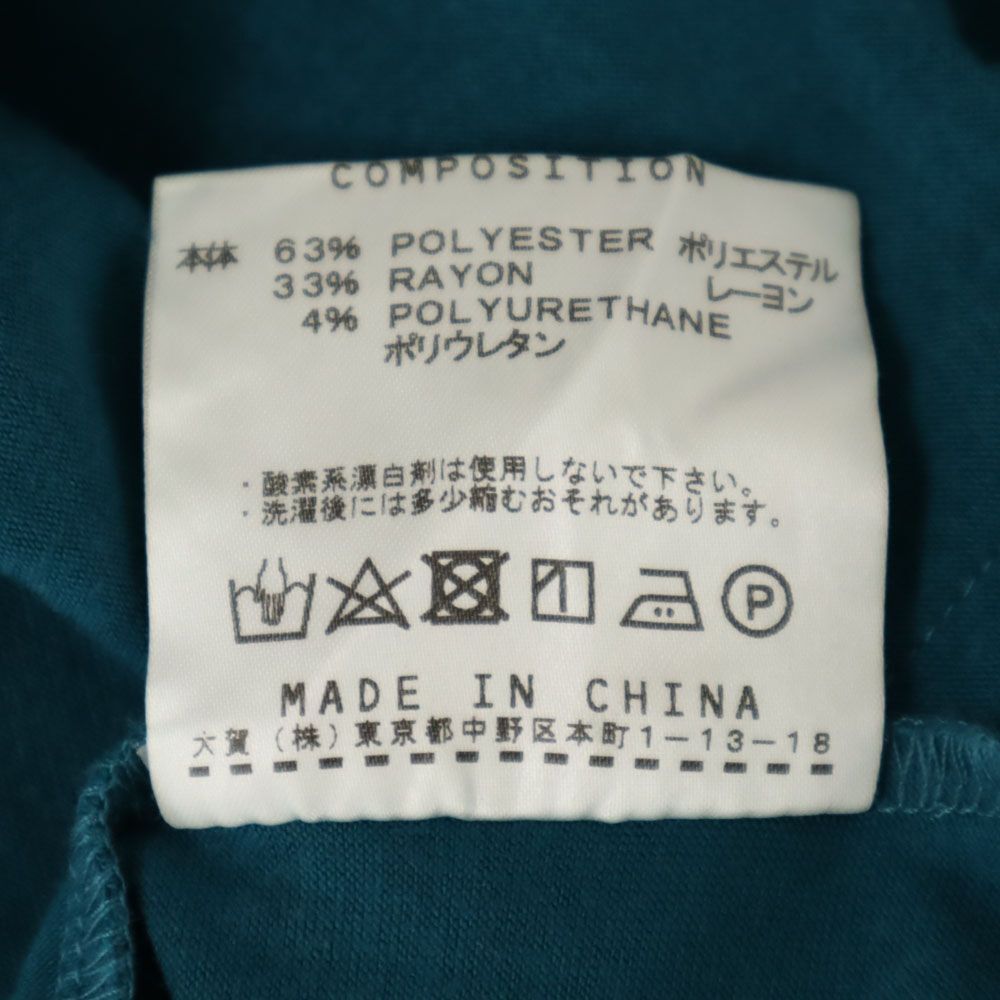 COMPOSITION
本体 63% POLYESTER ポリエステル
33% RAYON レーヨン
4% POLYURETHANE
ポリウレタン
・酸素系漂白剤は使用しないで下さい。
・洗濯後には多少縮むおそれがあります。
P
MADE IN CHINA
大賀(株)東京都中野区本町1-13-18